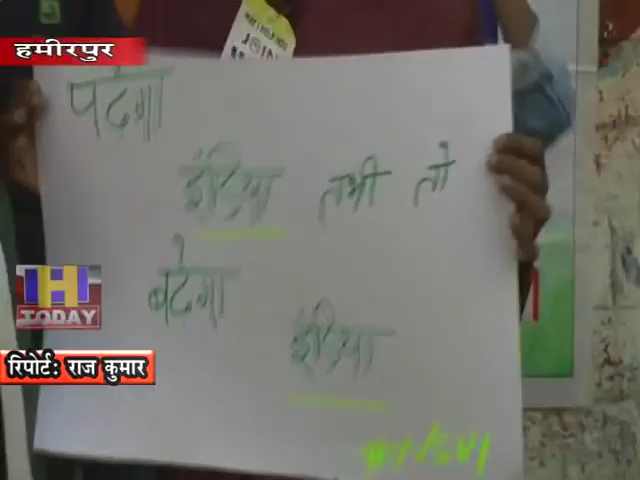 हमीरपुर
पढेगा
इंडिया तभी तो
बढेगा
इंडिया
H
TODAY
रिपोर्ट: राज कुमार